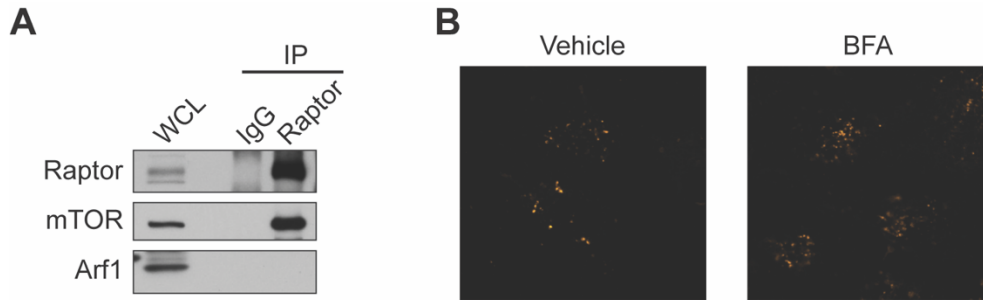 A
IP
WCL
IgG
Raptor
Raptor
mTOR
Arf1
B
Vehicle
BFA